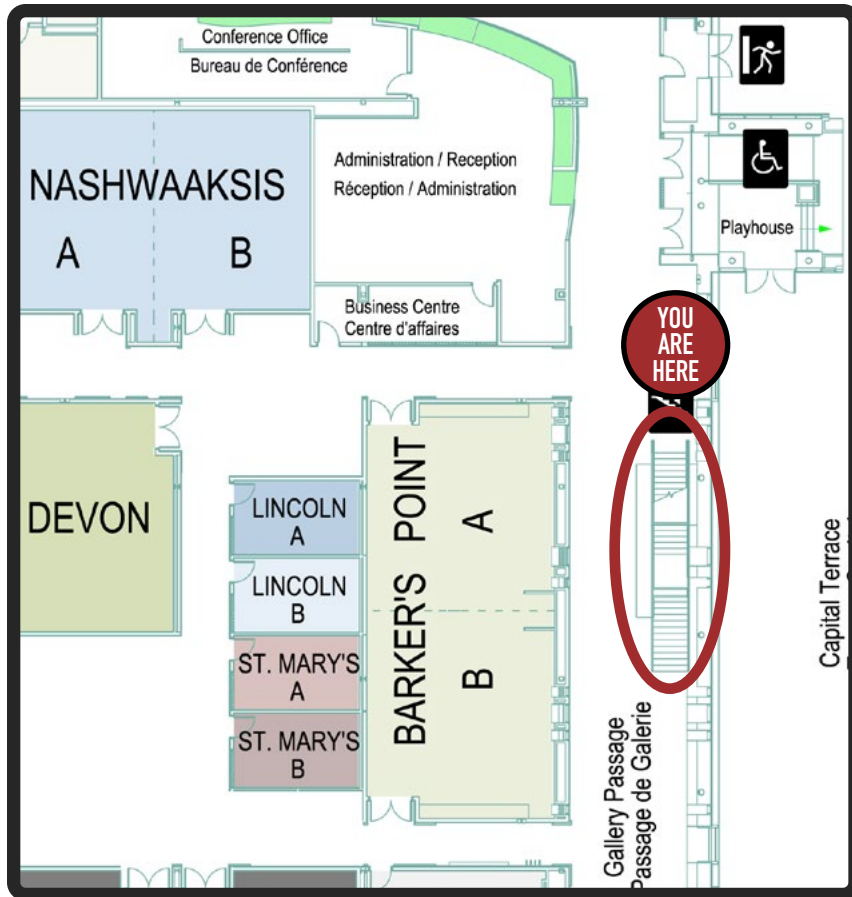 Conference Office
Bureau de Conférence
NASHWAAKSIS
A
B
Administration / Reception
Réception / Administration
Playhouse
Business Centre
Centre d'affaires
YOU
ARE
HERE
DEVON
LINCOLN
A
LINCOLN
B
ST. MARY'S
A
ST. MARY'S
B
BARKER'S POINT
A
B
Gallery Passage
Passage de Galerie
Capital Terrace